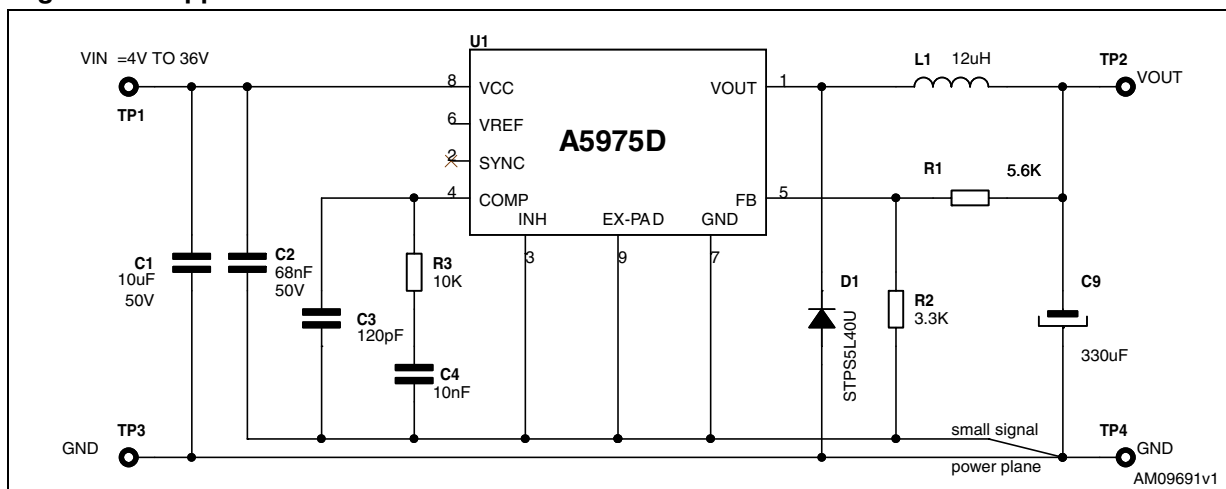 VIN =4V TO 36V
TP1
U1
8
VCC
6
VREF
2
SYNC
4
COMP
A5975D
INH
3
EX-PAD
9
GND
7
VOUT
1
FB
5
L1
12uH
TP2
VOUT
R1
5.6K
C1
10uF
50V
C2
68nF
50V
C3
120pF
R3
10K
C4
10nF
D1
STPS5L40U
R2
3.3K
C9
330uF
TP3
GND
small signal
power plane
TP4
GND
AM09691v1